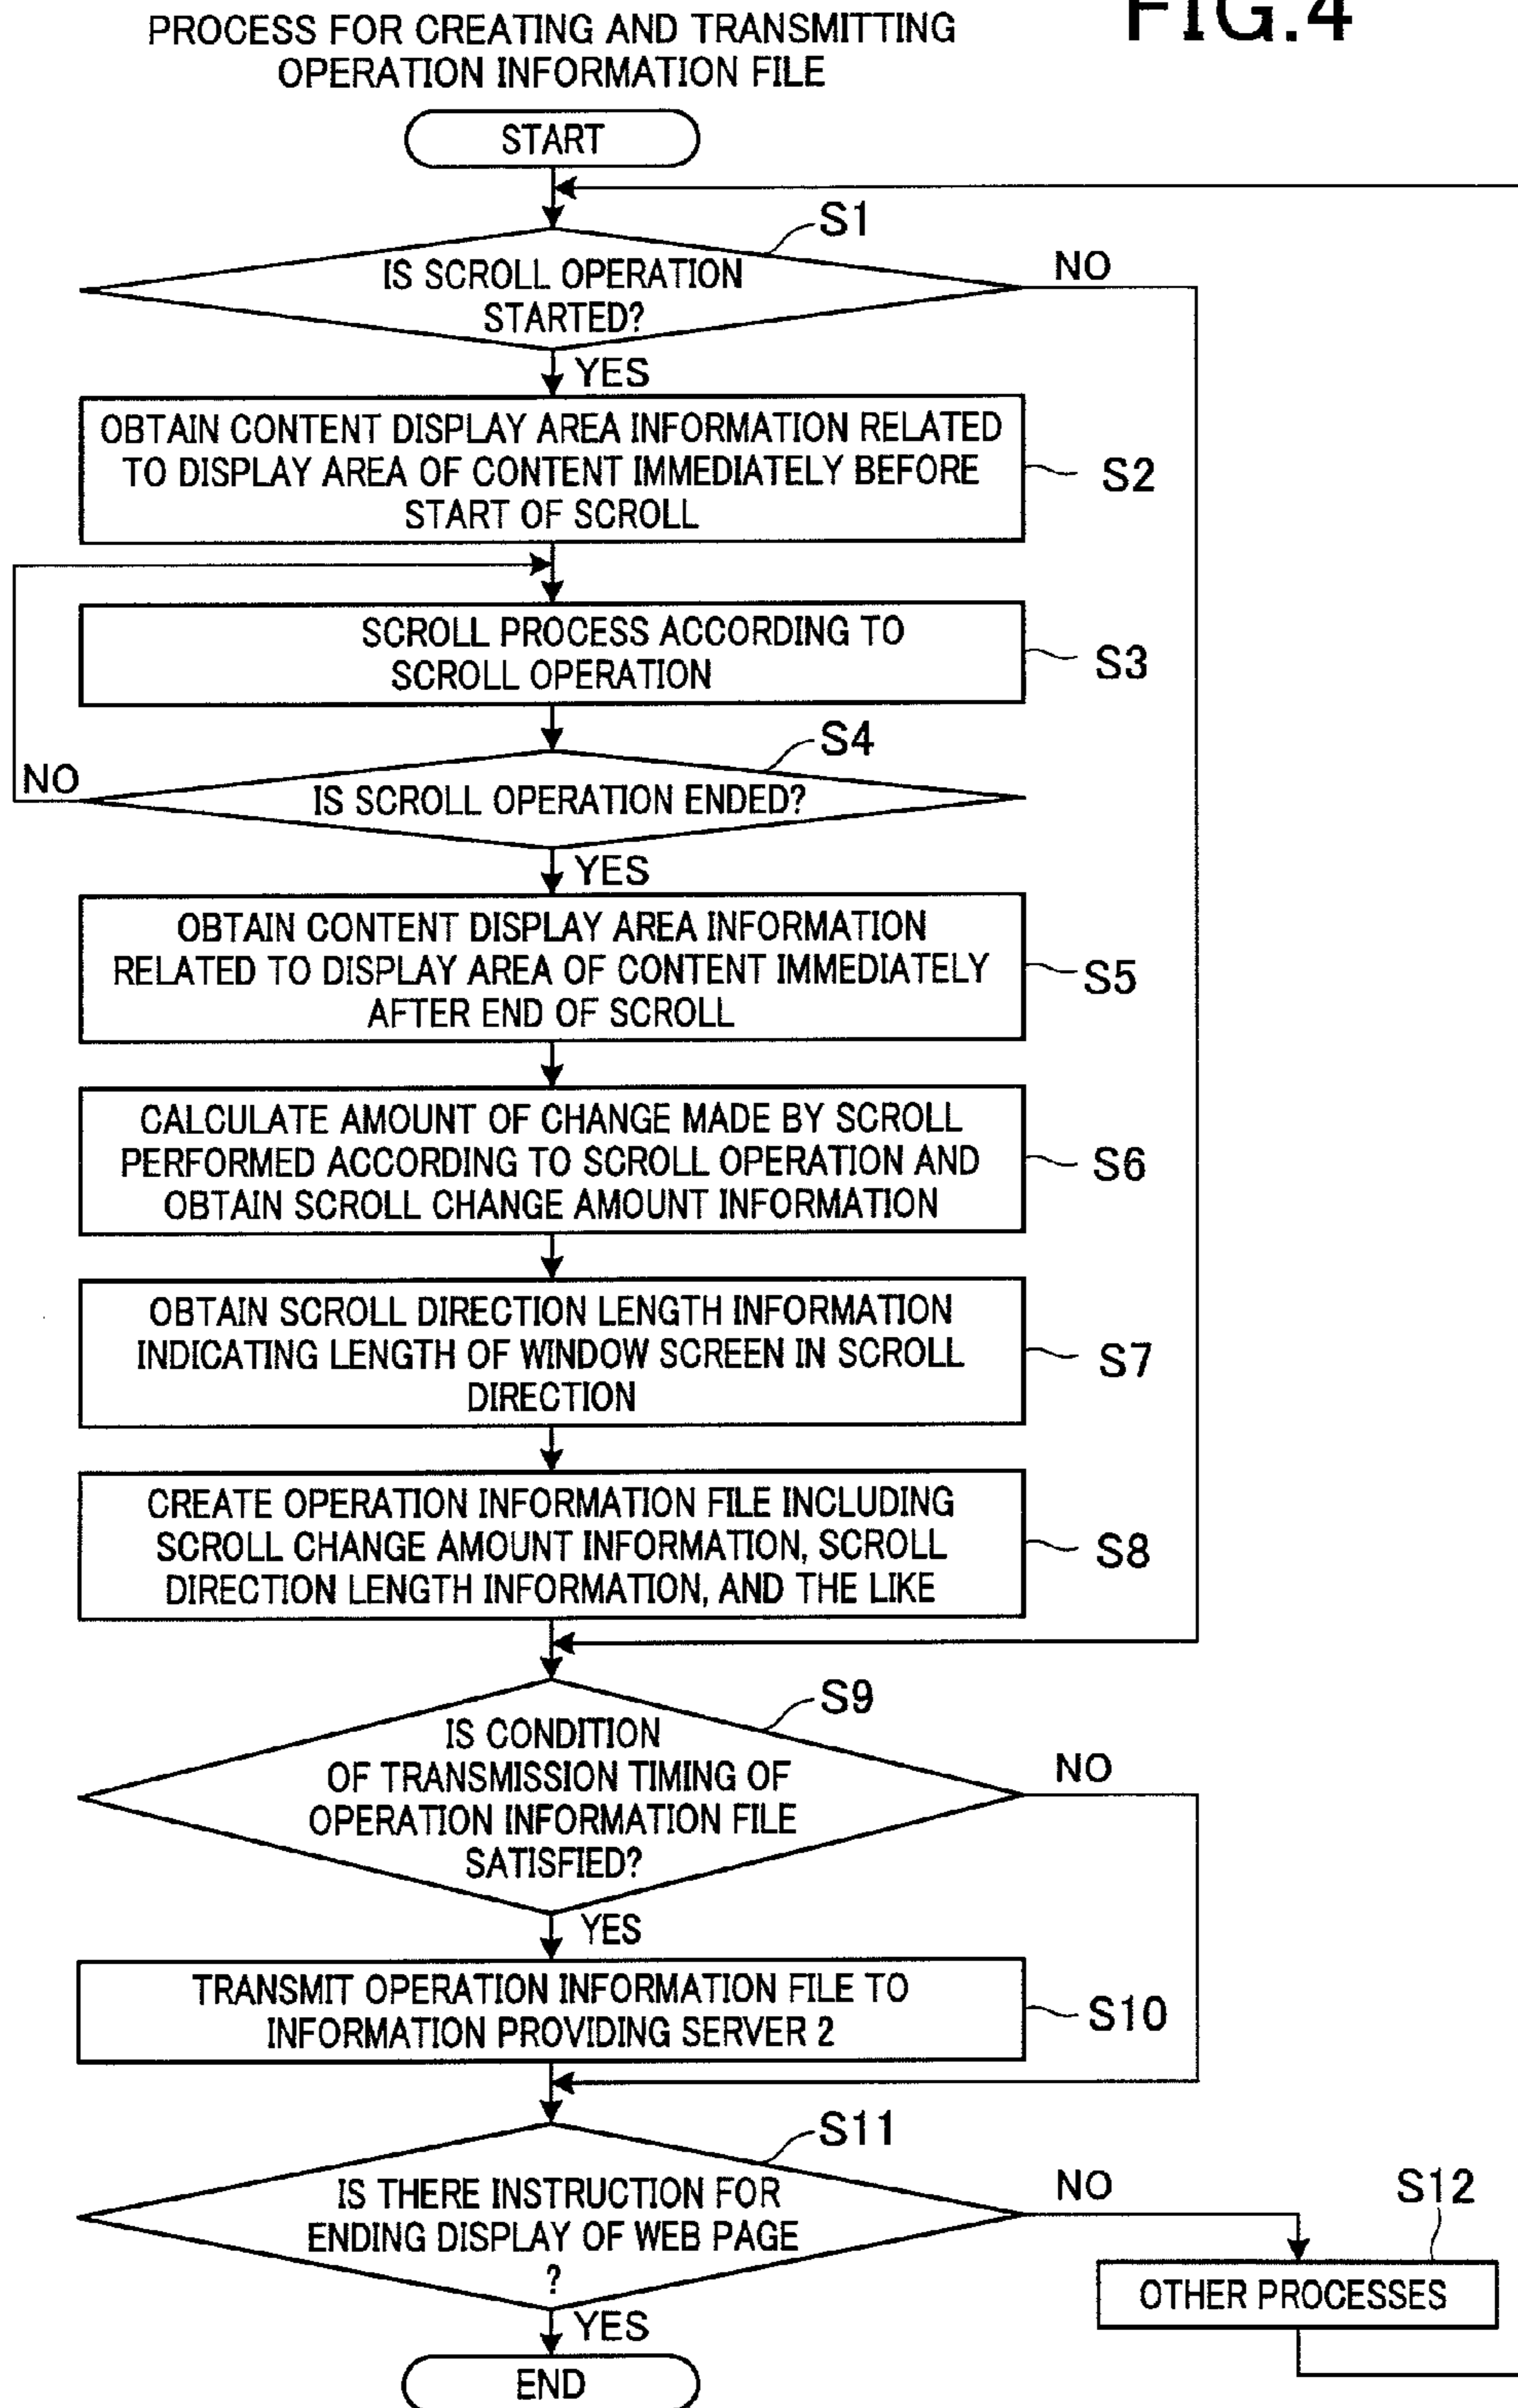 FIG.4
PROCESS FOR CREATING AND TRANSMITTING
OPERATION INFORMATION FILE
START
S1
IS SCROLL OPERATION
STARTED?
NO
YES
OBTAIN CONTENT DISPLAY AREA INFORMATION RELATED
TO DISPLAY AREA OF CONTENT IMMEDIATELY BEFORE
START OF SCROLL
S2
SCROLL PROCESS ACCORDING TO
SCROLL OPERATION
S3
S4
NO
IS SCROLL OPERATION ENDED?
YES
OBTAIN CONTENT DISPLAY AREA INFORMATION
RELATED TO DISPLAY AREA OF CONTENT IMMEDIATELY
AFTER END OF SCROLL
S5
CALCULATE AMOUNT OF CHANGE MADE BY SCROLL
PERFORMED ACCORDING TO SCROLL OPERATION AND
OBTAIN SCROLL CHANGE AMOUNT INFORMATION
S6
OBTAIN SCROLL DIRECTION LENGTH INFORMATION
INDICATING LENGTH OF WINDOW SCREEN IN SCROLL
DIRECTION
S7
CREATE OPERATION INFORMATION FILE INCLUDING
SCROLL CHANGE AMOUNT INFORMATION, SCROLL
DIRECTION LENGTH INFORMATION, AND THE LIKE
S8
S9
IS CONDITION
OF TRANSMISSION TIMING OF
OPERATION INFORMATION FILE
SATISFIED?
NO
YES
TRANSMIT OPERATION INFORMATION FILE TO
INFORMATION PROVIDING SERVER 2
S10
S11
IS THERE INSTRUCTION FOR
ENDING DISPLAY OF WEB PAGE
?
NO
S12
OTHER PROCESSES
YES
END